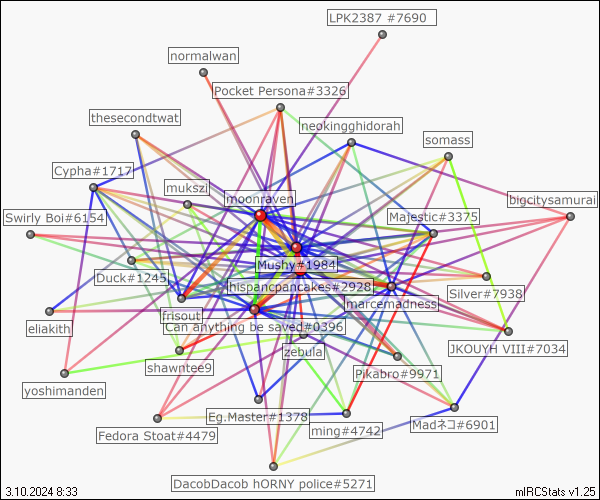 LPK2387 #7690
normalwan
Pocket Persona#3326
thesecondtwat
neokingghidorah
somass
Cypha#1717
mukszi
moonraven
bigcitysamurai
Swirly Boi#6154
Majestic#3375
Mushy#1984
Duck#1245
hispancpancakes#2928
Silver#7938
marcemadness
frisout
eliakith
Can anything be saved#0396
zebula
JKOUYH VIII#7034
shawntee9
Pikabro#9971
yoshimanden
Eg.Master#1378
Madネコ#6901
ming#4742
Fedora Stoat#4479
DacobDacob hORNY police#5271
3.10.2024 8:33
mIRCStats v1.25